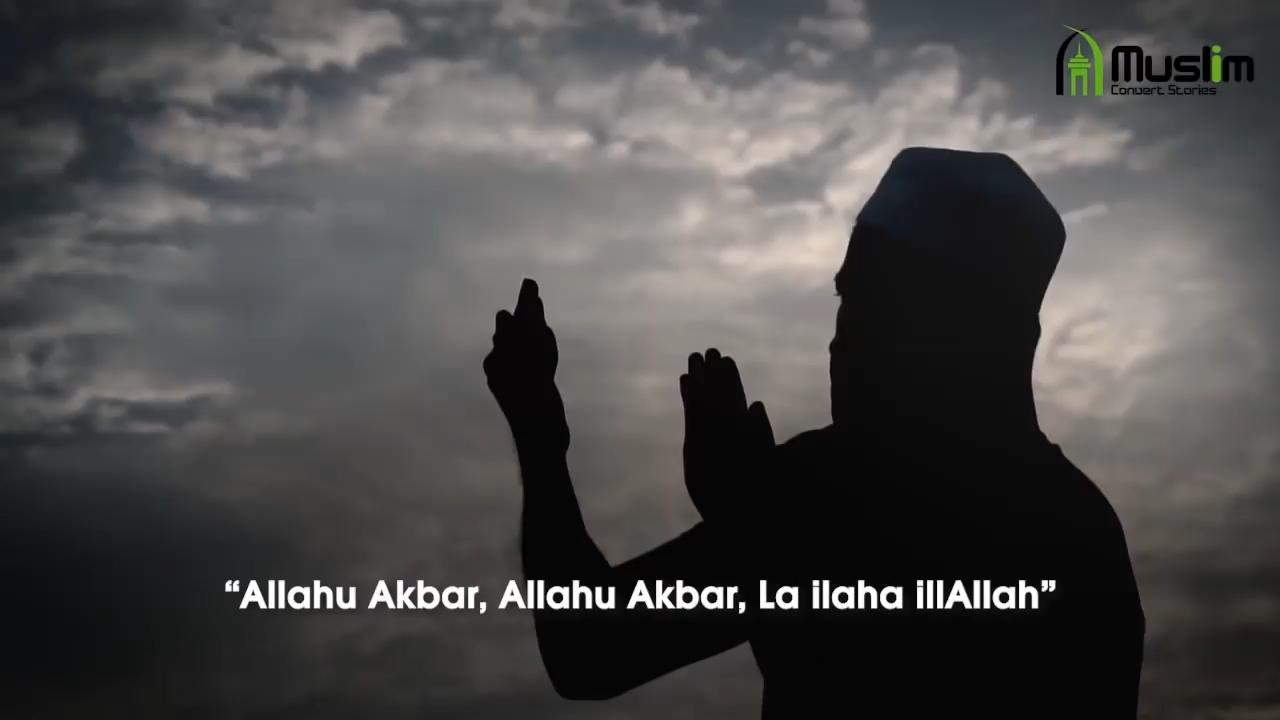 Muslim
Convert Stories
“Allahu Akbar, Allahu Akbar, La ilaha illAllah”